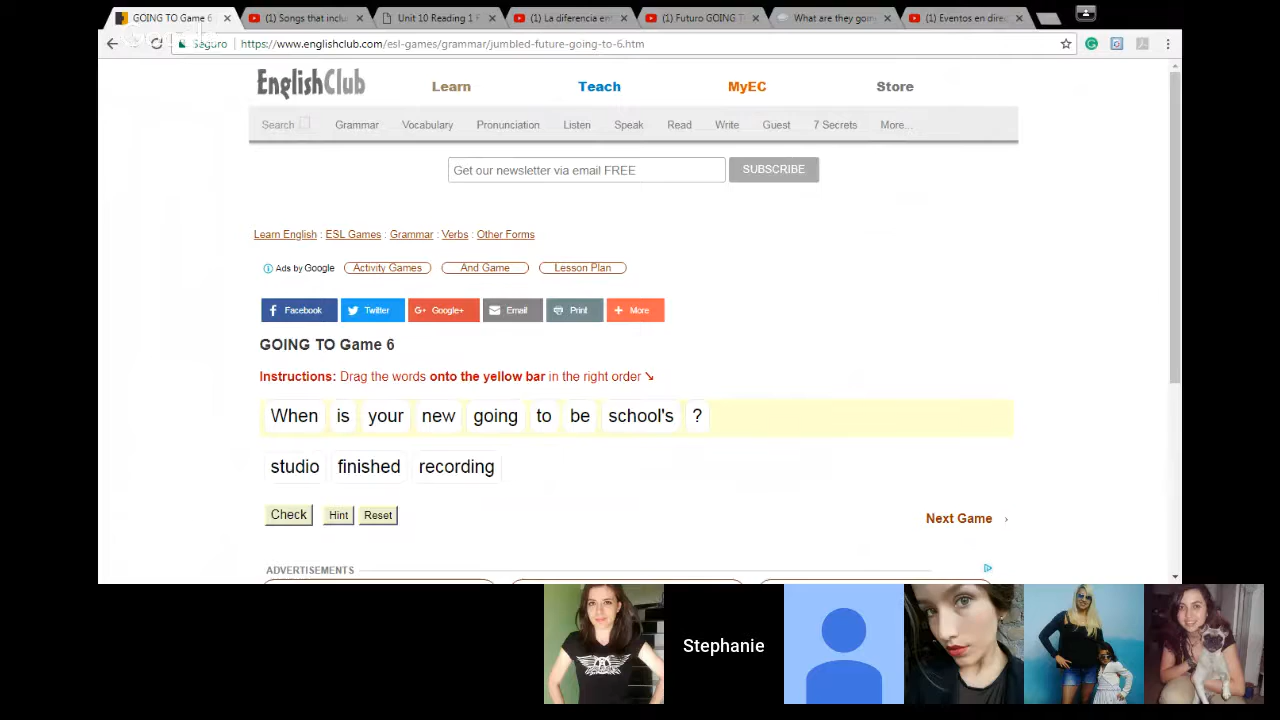 GOING TO Game 6
(1) Songs that inclu
Unit 10 Reading 1 F
(1) La diferencia en
(1) Futuro GOING T
What are they goin
(1) Eventos en direc
Seguro https://www.englishclub.com/esl-games/grammar/jumbled-future-going-to-6.htm
EnglishClub Learn Teach MyEC Store
Search Grammar Vocabulary Pronunciation Listen Speak Read Write Guest 7 Secrets More...
Get our newsletter via email FREE SUBSCRIBE
Learn English : ESL Games : Grammar : Verbs : Other Forms
Ads by Google Activity Games And Game Lesson Plan
Facebook Twitter Google+ Email Print More
GOING TO Game 6
Instructions: Drag the words onto the yellow bar in the right order ↘
When is your new going to be school's ?
studio finished recording
Check Hint Reset Next Game ›
ADVERTISEMENTS
Stephanie